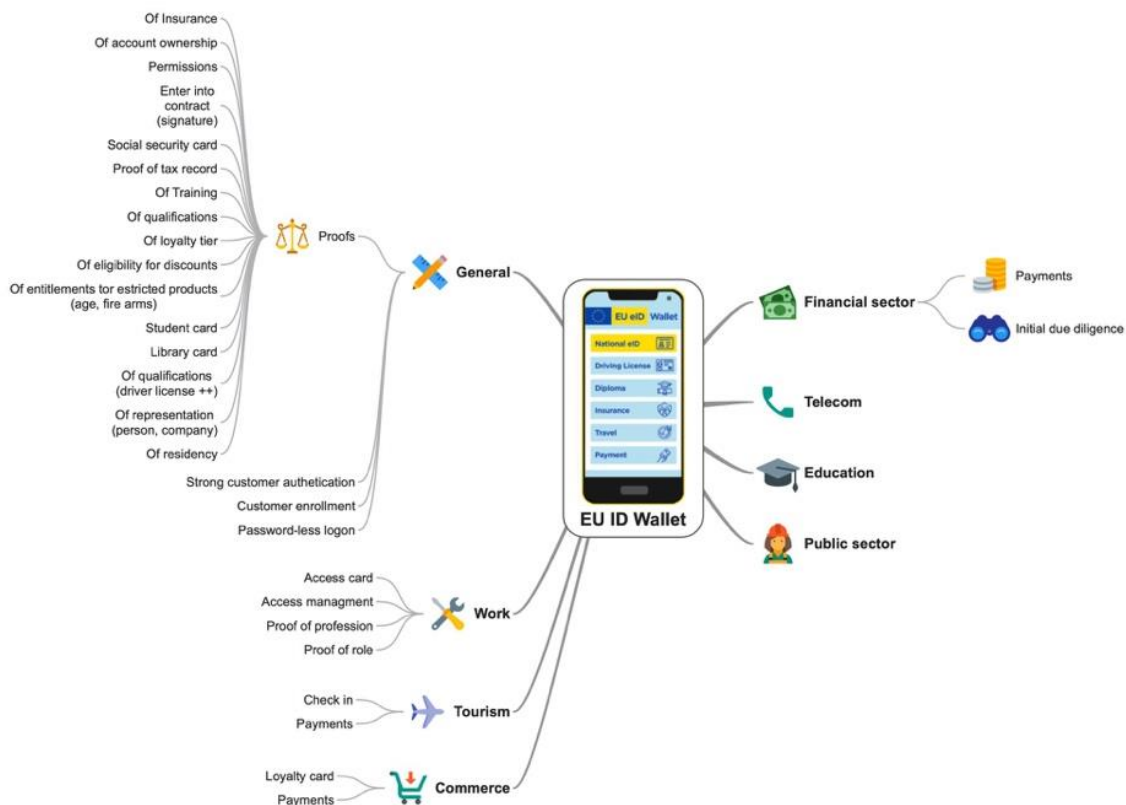 Of Insurance
Of account ownership
Permissions
Enter into
contract
(signature)
Social security card
Proof of tax record
Of Training
Of qualifications
Of loyalty tier
Of eligibility for discounts
Of entitlements tor estricted products
(age, fire arms)
Student card
Library card
Of qualifications
(driver license ++)
Of representation
(person, company)
Of residency
Proofs
Strong customer authetication
Customer enrollment
Password-less logon
General
Access card
Access managment
Proof of profession
Proof of role
Work
Check in
Payments
Tourism
Loyalty card
Payments
Commerce
EU eID Wallet
National eID
Driving License
Diploma
Insurance
Travel
Payment
EU ID Wallet
Financial sector
Payments
Initial due diligence
Telecom
Education
Public sector